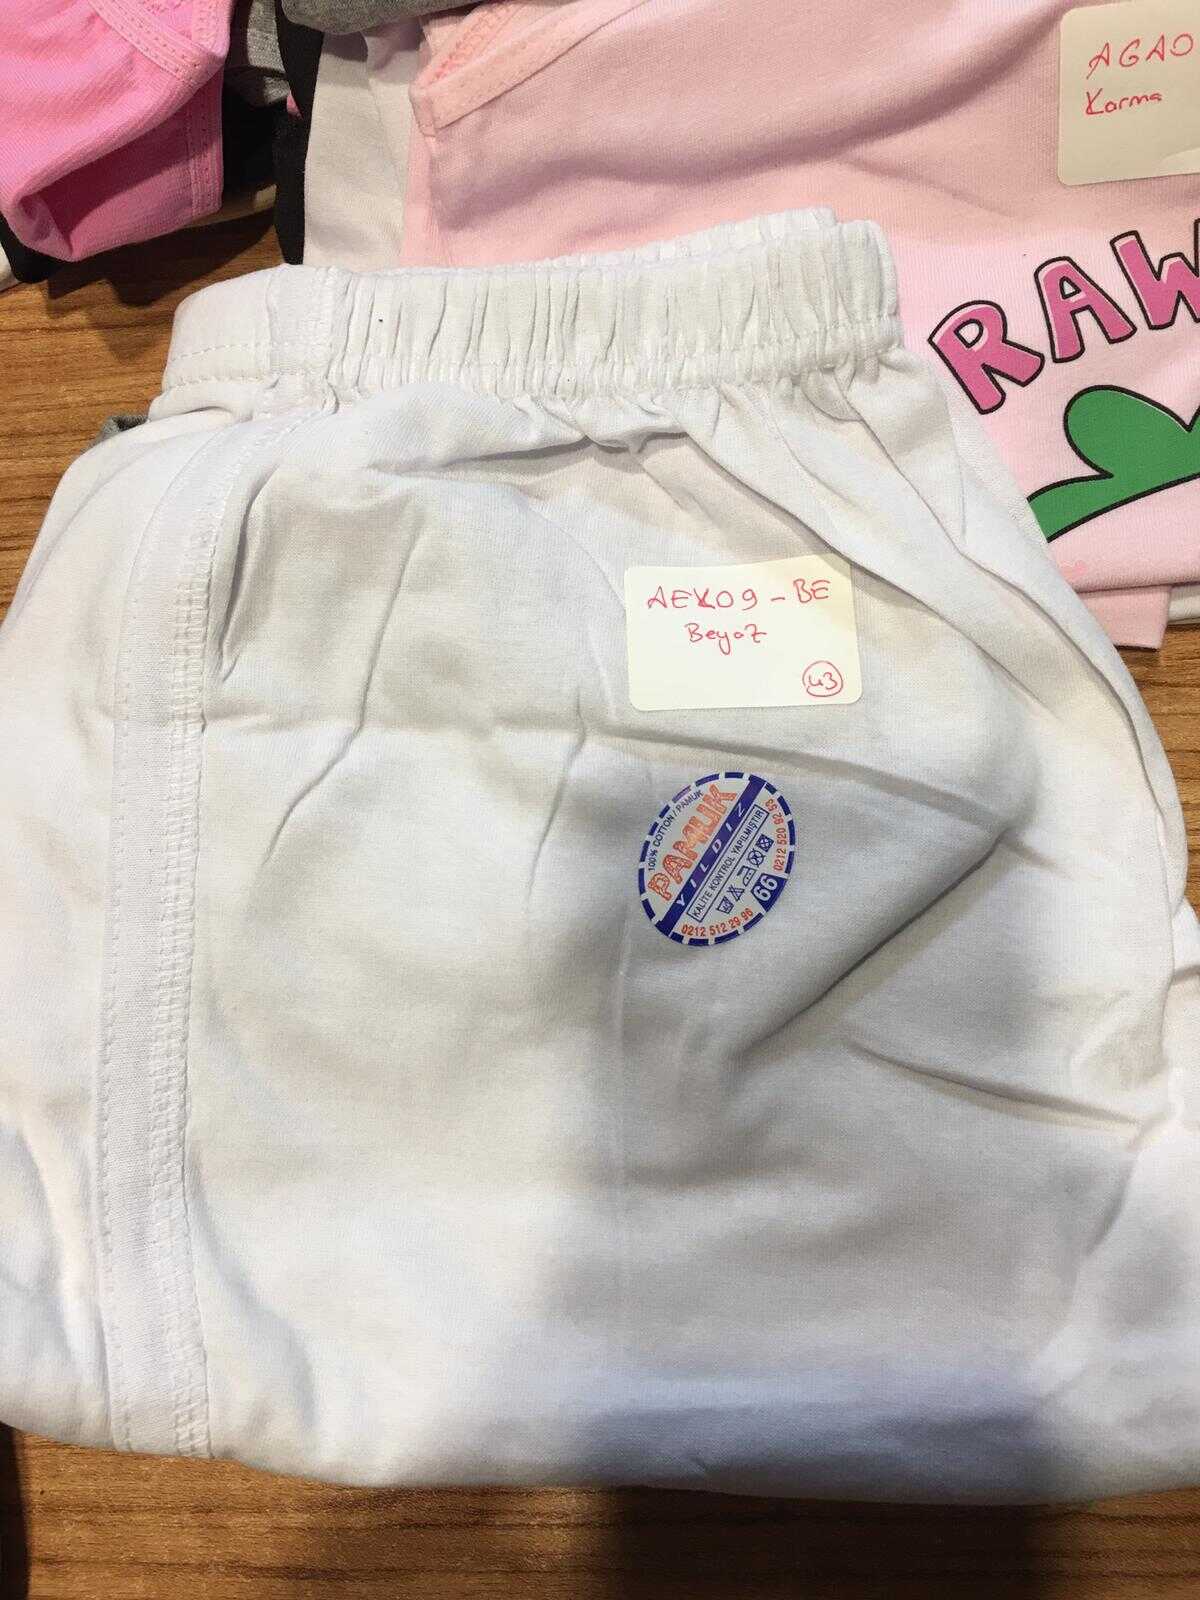 AGAO
Karma
RAW
AEK09-BE
Beyaz
43
100% COTTON / PAMUK
PAMUK
YILDIZ
KALİTE KONTROL YAPILMIŞTIR
66
0212 512 29 96
0212 520 92 53